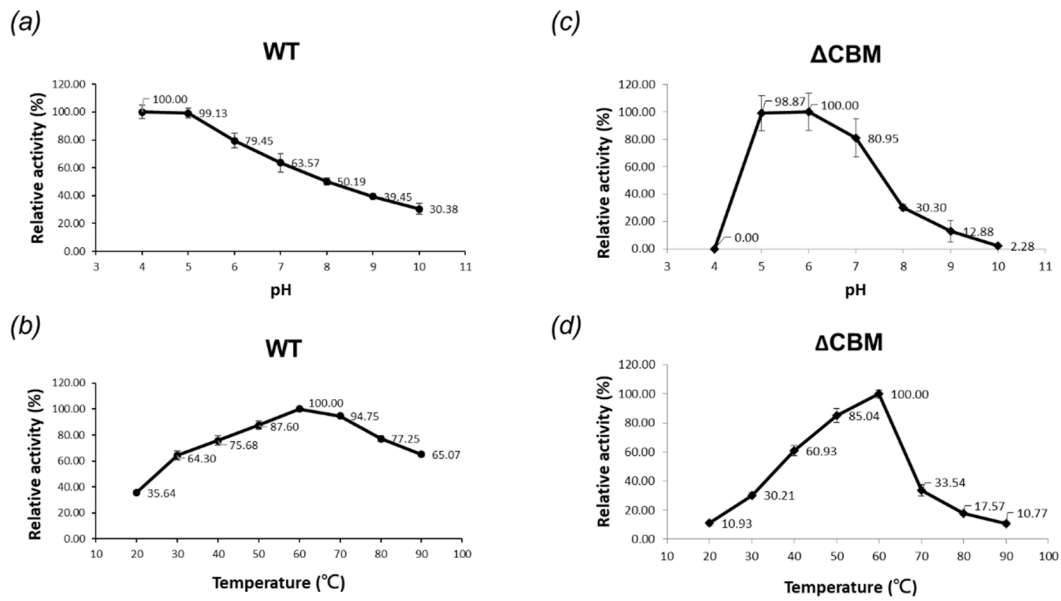 (a)
WT
Relative activity (%)
120.00
100.00
80.00
60.00
40.00
20.00
0.00
100.00
99.13
79.45
63.57
50.19
39.45
30.38
3 4 5 6 7 8 9 10 11
pH
(c)
ΔCBM
Relative activity (%)
120.00
100.00
80.00
60.00
40.00
20.00
0.00
0.00
98.87
100.00
80.95
30.30
12.88
2.28
3 4 5 6 7 8 9 10 11
pH
(b)
WT
Relative activity (%)
120.00
100.00
80.00
60.00
40.00
20.00
0.00
35.64
64.30
75.68
87.60
100.00
94.75
77.25
65.07
10 20 30 40 50 60 70 80 90 100
Temperature (℃)
(d)
ΔCBM
Relative activity (%)
120.00
100.00
80.00
60.00
40.00
20.00
0.00
10.93
30.21
60.93
85.04
100.00
33.54
17.57
10.77
10 20 30 40 50 60 70 80 90 100
Temperature (℃)